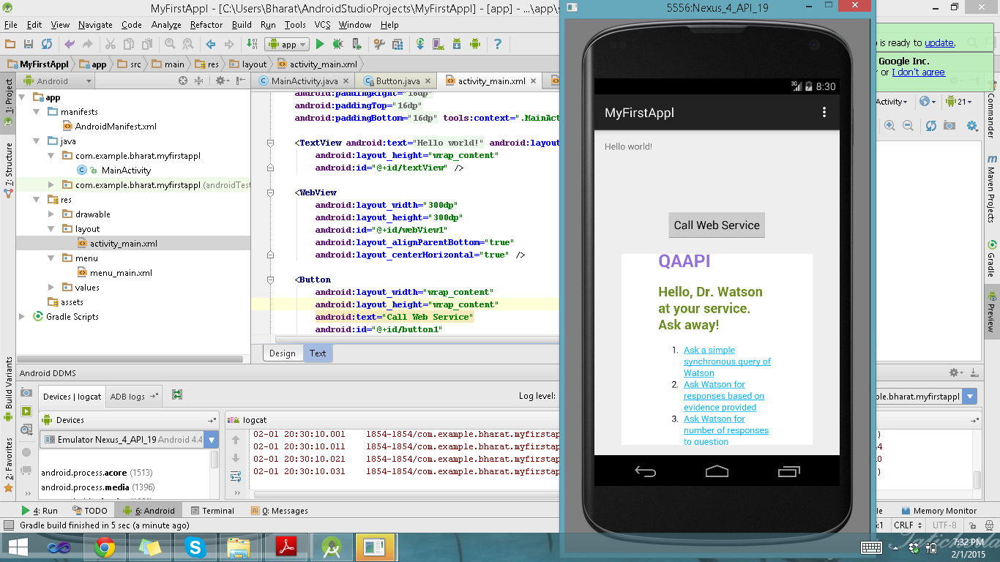 MyFirstAppl - [C:\Users\Bharat\AndroidStudioProjects\MyFirstAppl] - [app] - ...\app\s
File Edit View Navigate Code Analyze Refactor Build Run Tools VCS Window Help
app
MyFirstAppl app src main res layout activity_main.xml
Android
MainActivity.java Button.java activity_main.xml
1: Project
7: Structure
Build Variants
2: Favorites
app
manifests
AndroidManifest.xml
java
com.example.bharat.myfirstappl
MainActivity
com.example.bharat.myfirstappl (androidTest
res
drawable
layout
activity_main.xml
menu
menu_main.xml
values
assets
Gradle Scripts
android:paddingRight="16dp"
android:paddingTop="16dp"
android:paddingBottom="16dp" tools:context=".MainAct
<TextView android:text="Hello world!" android:layou
android:layout_height="wrap_content"
android:id="@+id/textView" />
<WebView
android:layout_width="300dp"
android:layout_height="300dp"
android:id="@+id/webView1"
android:layout_alignParentBottom="true"
android:layout_centerHorizontal="true" />
<Button
android:layout_width="wrap_content"
android:layout_height="wrap_content"
android:text="Call Web Service"
android:id="@+id/button1"
Design Text
Android DDMS
Devices | logcat ADB logs
Log level:
Devices
logcat
Emulator Nexus_4_API_19 Android 4.4
android.process.acore (1513)
android.process.media (1396)
02-01 20:30:10.001 1854-1854/com.example.bharat.myfirstap
02-01 20:30:10.011 1854-1854/com.example.bharat.myfirstap
02-01 20:30:10.021 1854-1854/com.example.bharat.myfirstap
02-01 20:30:10.031 1854-1854/com.example.bharat.myfirstap
4: Run TODO 6: Android Terminal 0: Messages
Gradle build finished in 5 sec (a minute ago)
5556:Nexus_4_API_19
3G 8:30
MyFirstAppl
Hello world!
Call Web Service
QAAPI
Hello, Dr. Watson
at your service.
Ask away!
1. Ask a simple
synchronous query of
Watson
2. Ask Watson for
responses based on
evidence provided
3. Ask Watson for
number of responses
to question
is ready to update.
Google Inc.
or I don't agree
Activity 21
Commander
Maven Projects
Gradle
Preview
ple.bharat.myfirstappl
)
4
0
)
le Memory Monitor
5:1 CRLF UTF-8
7:32 PM
2/1/2015